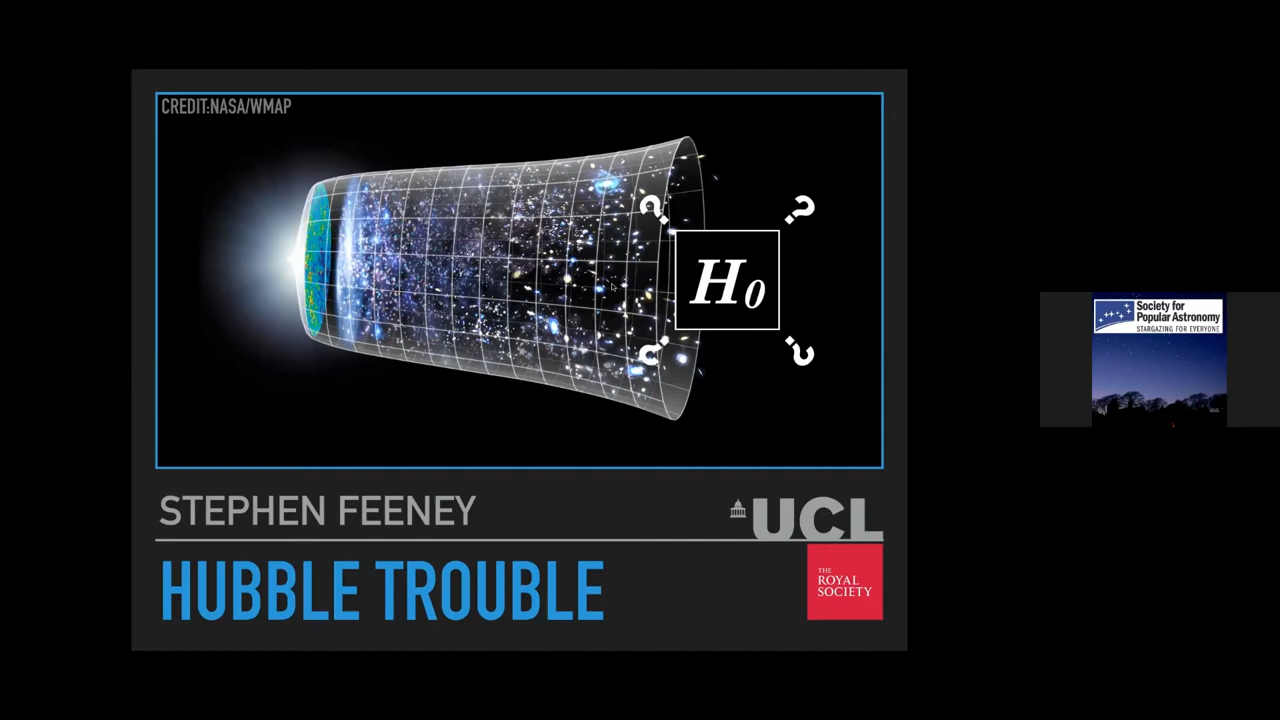 CREDIT:NASA/WMAP
?
?
H0
?
?
Society for
Popular Astronomy
STARGAZING FOR EVERYONE
STEPHEN FEENEY
UCL
HUBBLE TROUBLE
THE
ROYAL
SOCIETY